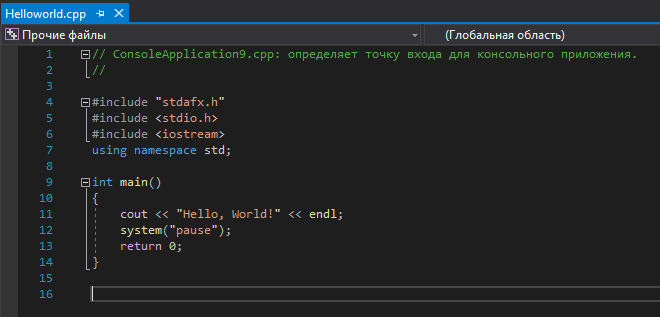 Helloworld.cpp
Прочие файлы (Глобальная область)
1 // ConsoleApplication9.cpp: определяет точку входа для консольного приложения.
2 //
3
4 #include "stdafx.h"
5 #include <stdio.h>
6 #include <iostream>
7 using namespace std;
8
9 int main()
10 {
11 cout << "Hello, World!" << endl;
12 system("pause");
13 return 0;
14 }
15
16